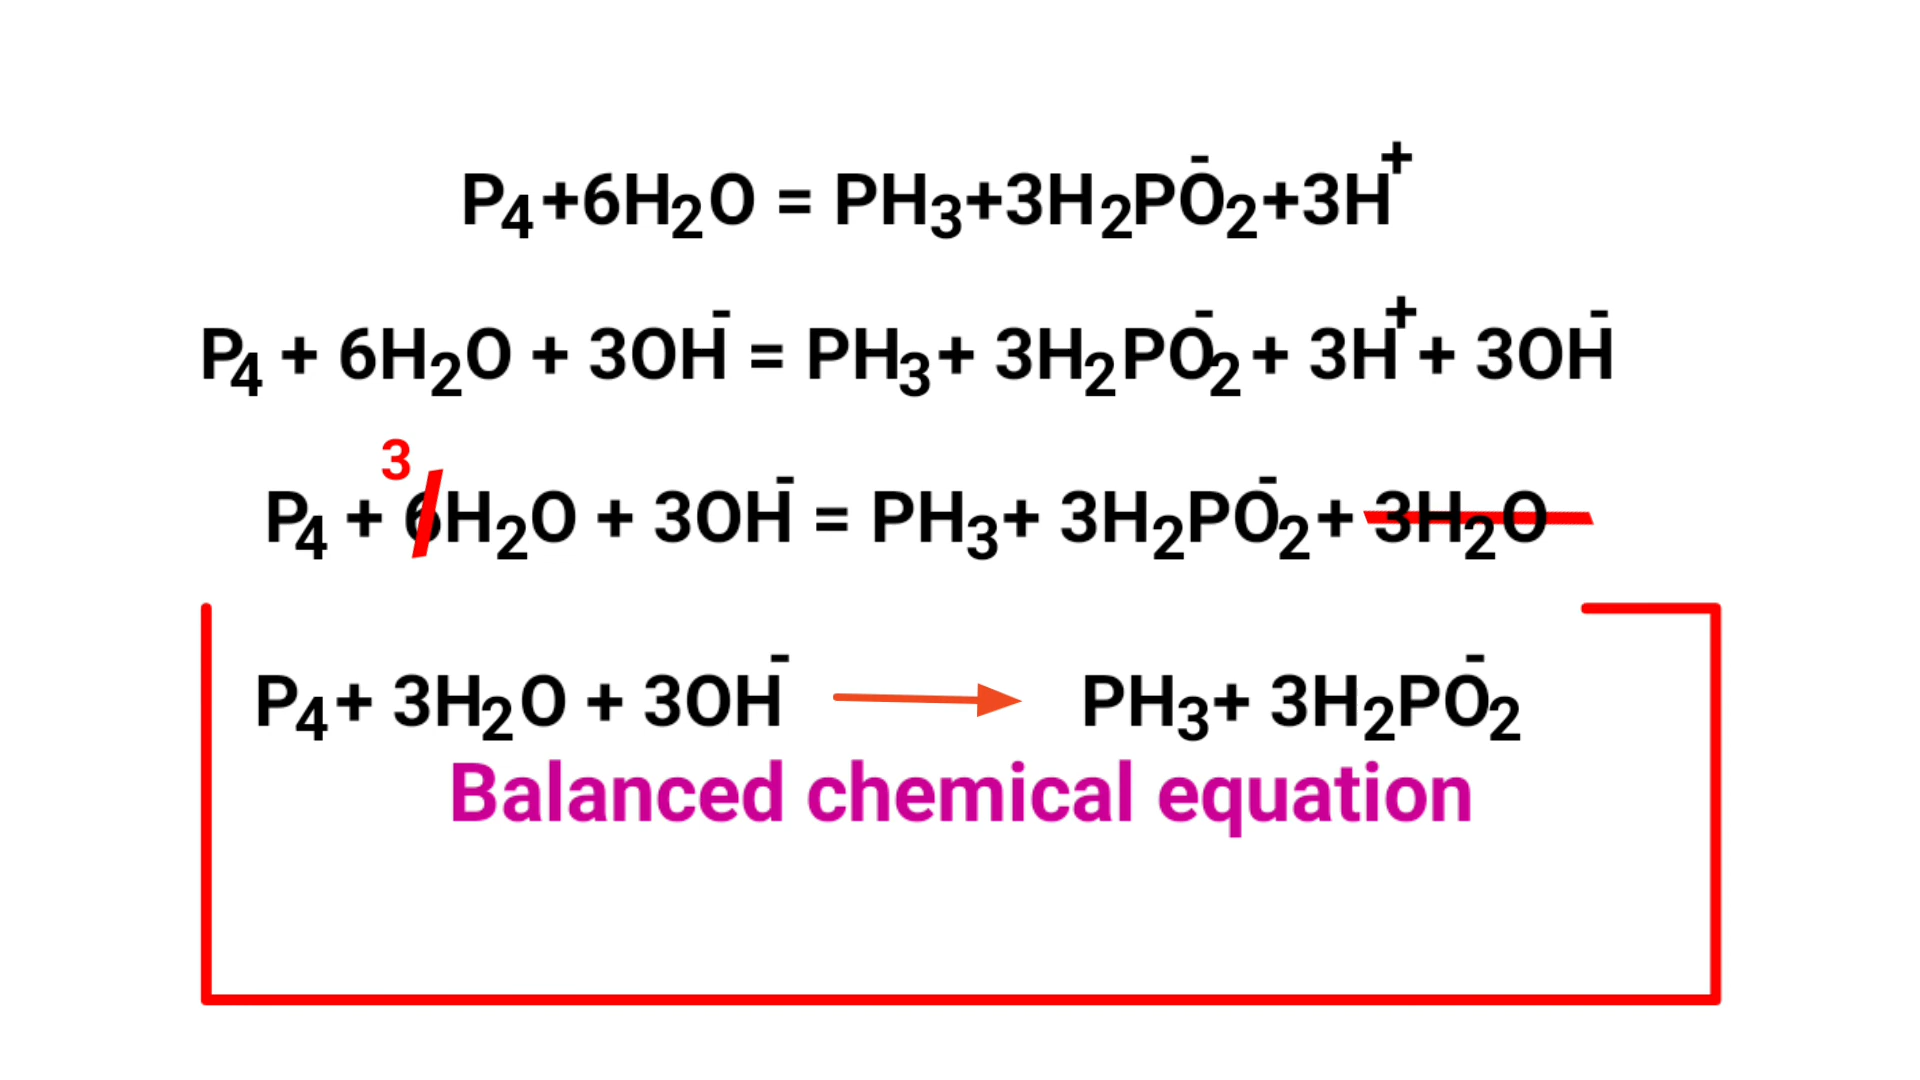 P₄+6H₂O = PH₃+3H₂PO₂⁻+3H⁺
P₄ + 6H₂O + 3OH⁻ = PH₃+ 3H₂PO₂⁻+ 3H⁺+ 3OH⁻
3
P₄ + 6H₂O + 3OH⁻ = PH₃+ 3H₂PO₂⁻+ 3H₂O
P₄+ 3H₂O + 3OH⁻ → PH₃+ 3H₂PO₂⁻
Balanced chemical equation